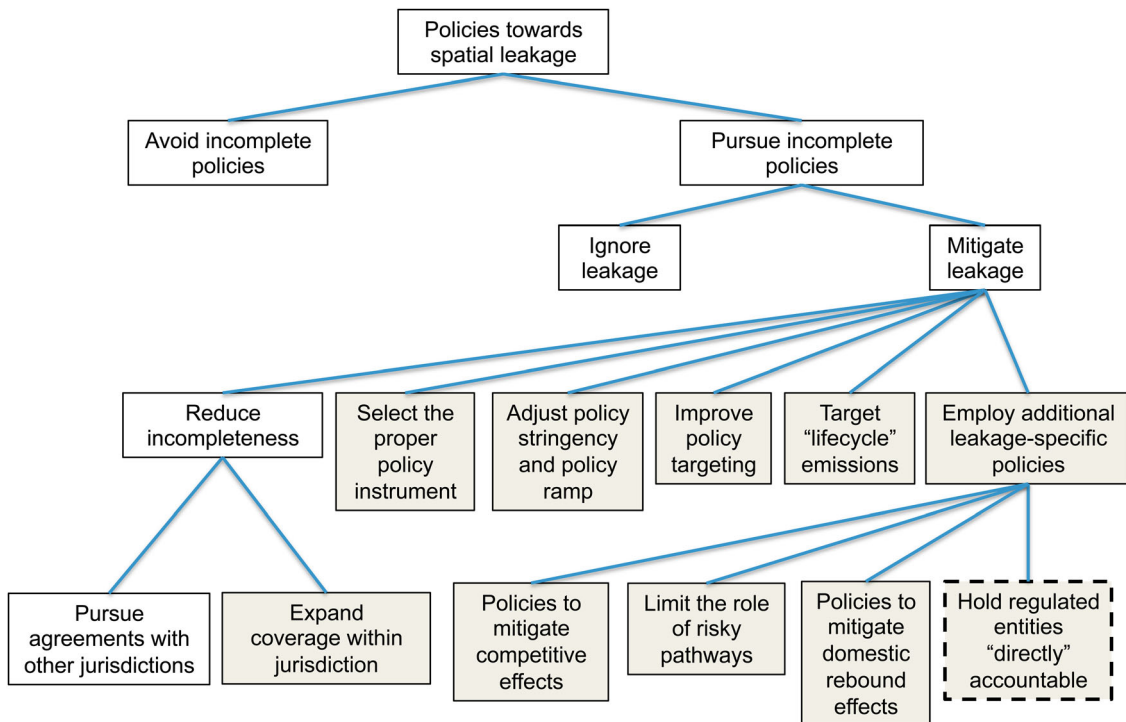 Policies towards
spatial leakage
Avoid incomplete
policies
Pursue incomplete
policies
Ignore
leakage
Mitigate
leakage
Reduce
incompleteness
Select the
proper
policy
instrument
Adjust policy
stringency
and policy
ramp
Improve
policy
targeting
Target
“lifecycle”
emissions
Employ additional
leakage-specific
policies
Pursue
agreements with
other jurisdictions
Expand
coverage within
jurisdiction
Policies to
mitigate
competitive
effects
Limit the role
of risky
pathways
Policies to
mitigate
domestic
rebound
effects
Hold regulated
entities
“directly”
accountable